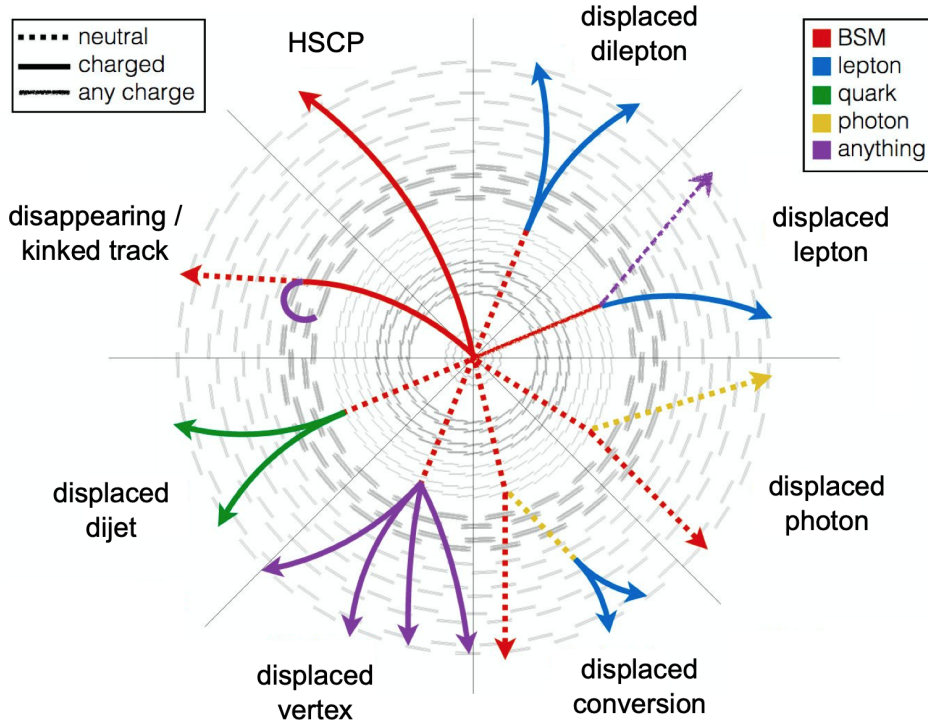 neutral
charged
any charge
HSCP
displaced
dilepton
BSM
lepton
quark
photon
anything
disappearing /
kinked track
displaced
lepton
displaced
dijet
displaced
photon
displaced
vertex
displaced
conversion